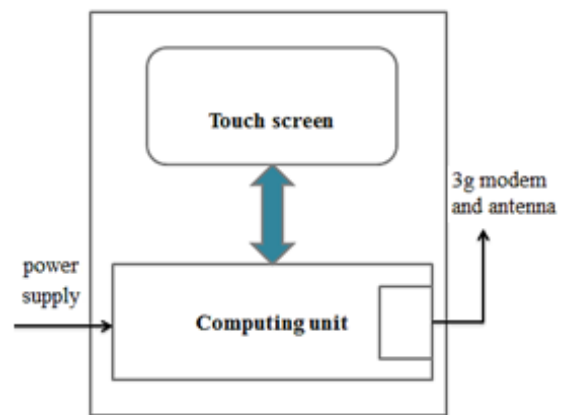 Touch screen
3g modem
and antenna
power
supply
Computing unit